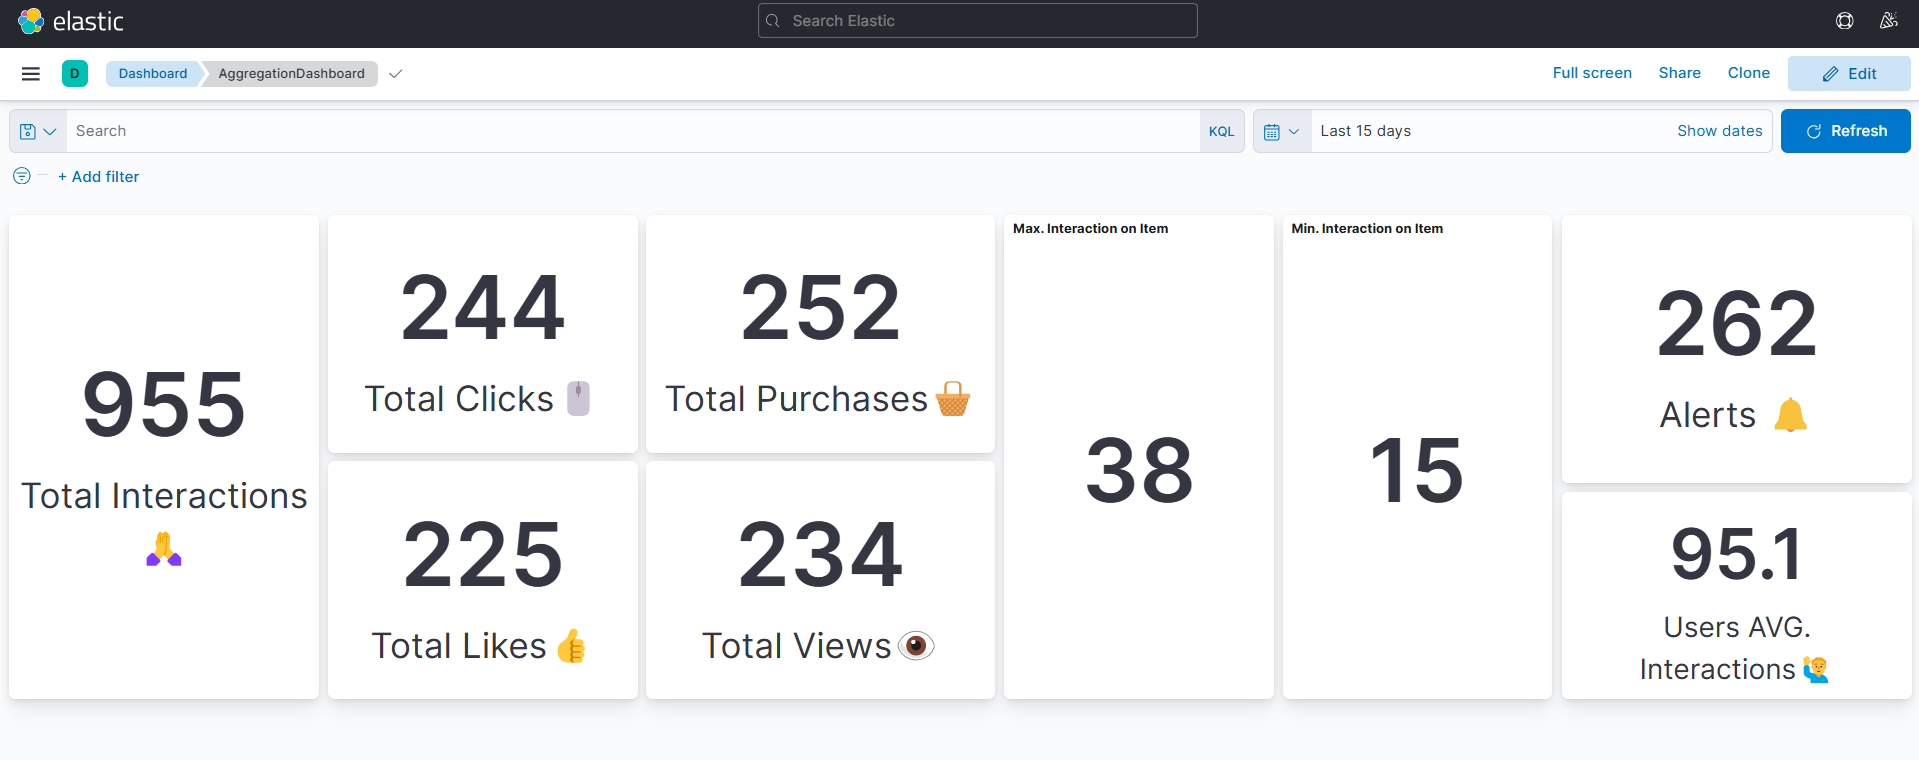 elastic
Search Elastic
D
Dashboard
AggregationDashboard
Full screen
Share
Clone
Edit
Search
KQL
Last 15 days
Show dates
Refresh
+ Add filter
955
Total Interactions
244
Total Clicks
252
Total Purchases
225
Total Likes
234
Total Views
Max. Interaction on Item
38
Min. Interaction on Item
15
262
Alerts
95.1
Users AVG.
Interactions